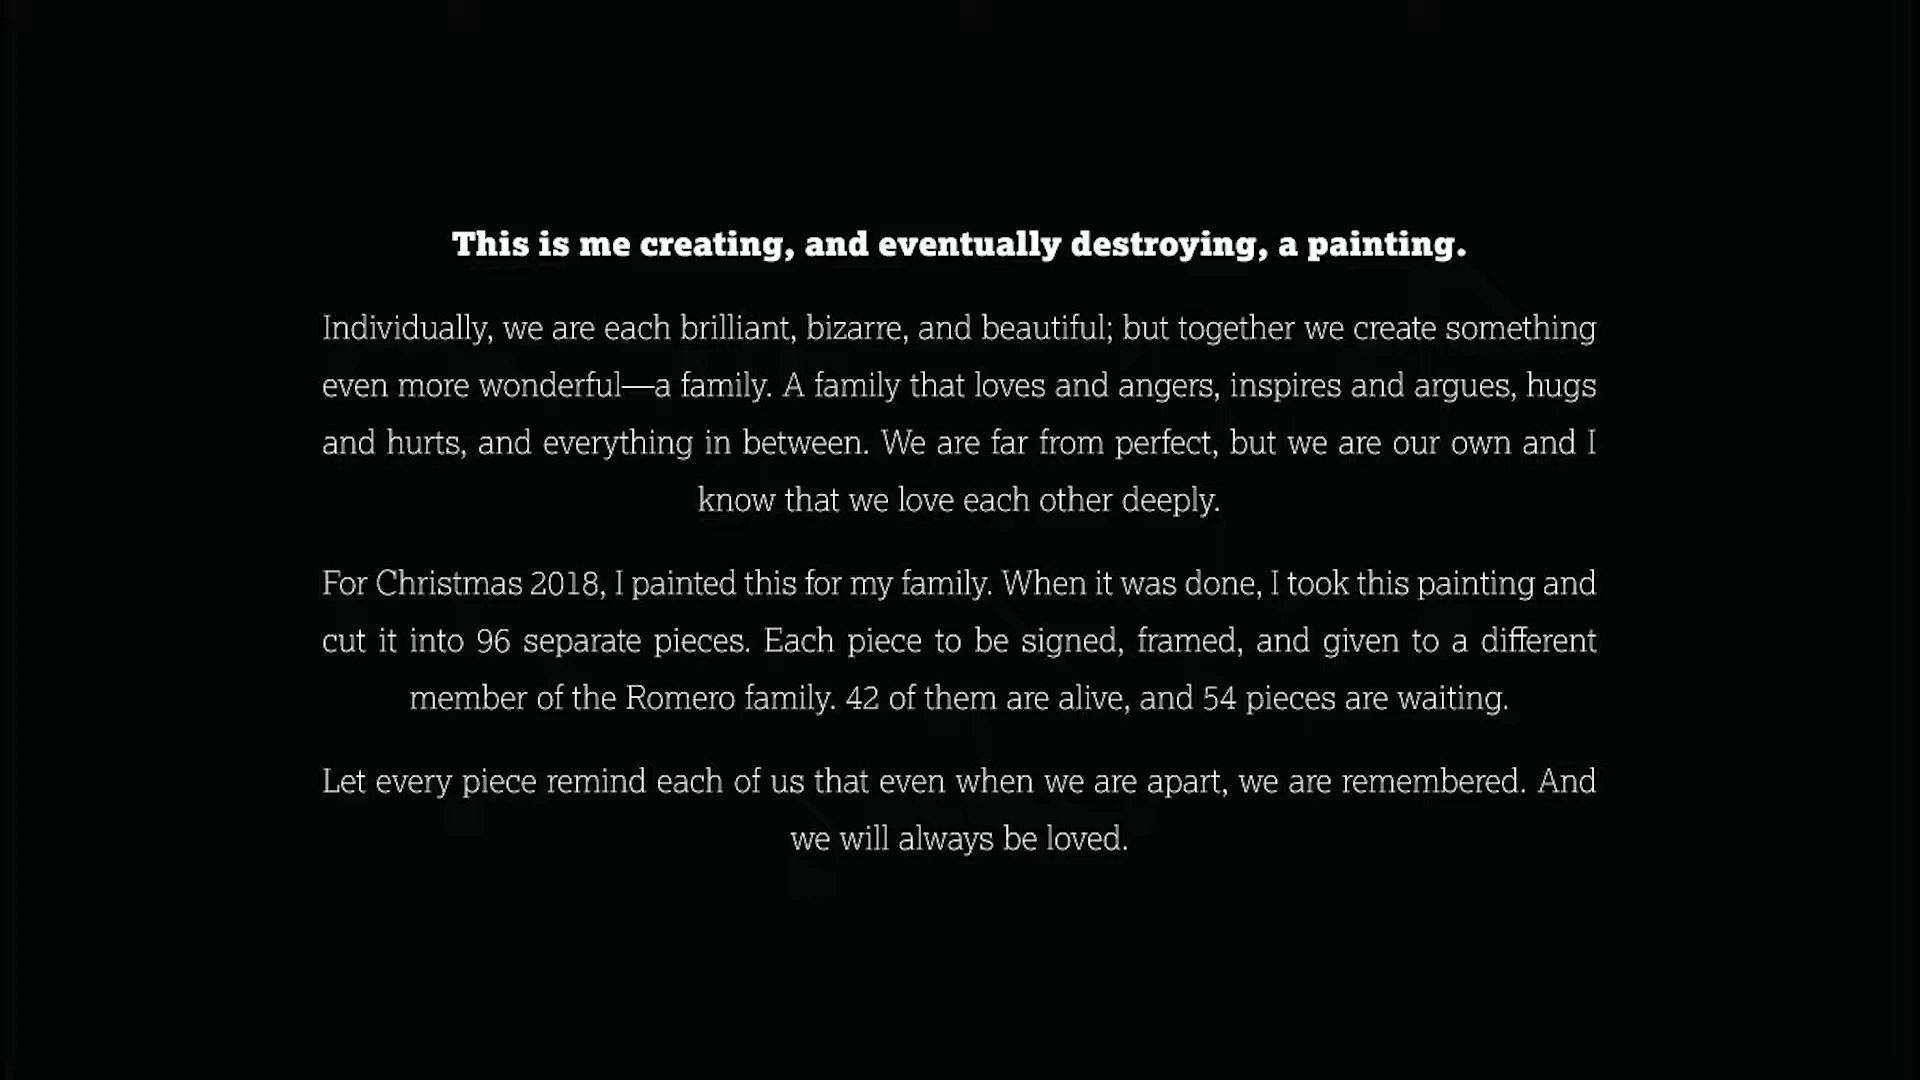 This is me creating, and eventually destroying, a painting.
Individually, we are each brilliant, bizarre, and beautiful; but together we create something
even more wonderful—a family. A family that loves and angers, inspires and argues, hugs
and hurts, and everything in between. We are far from perfect, but we are our own and I
know that we love each other deeply.
For Christmas 2018, I painted this for my family. When it was done, I took this painting and
cut it into 96 separate pieces. Each piece to be signed, framed, and given to a different
member of the Romero family. 42 of them are alive, and 54 pieces are waiting.
Let every piece remind each of us that even when we are apart, we are remembered. And
we will always be loved.